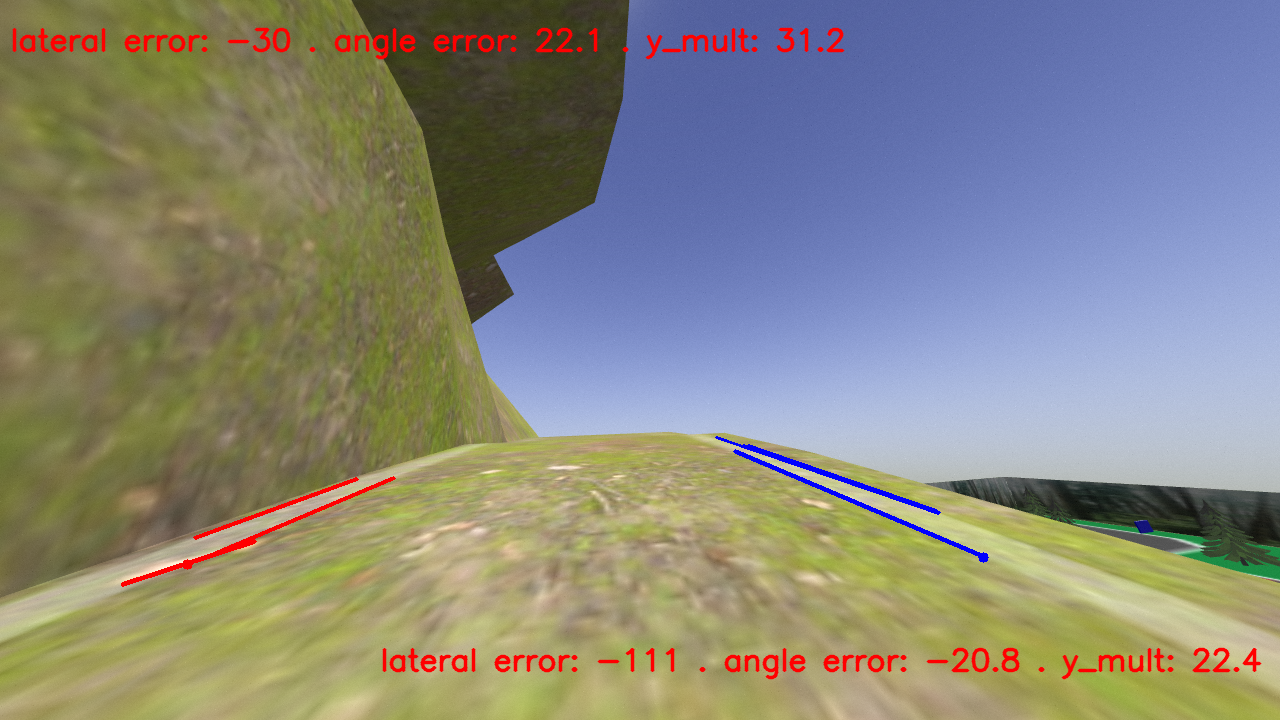 lateral error: −30 . angle error: 22.1 . y_mult: 31.2
lateral error: −111 . angle error: −20.8 . y_mult: 22.4